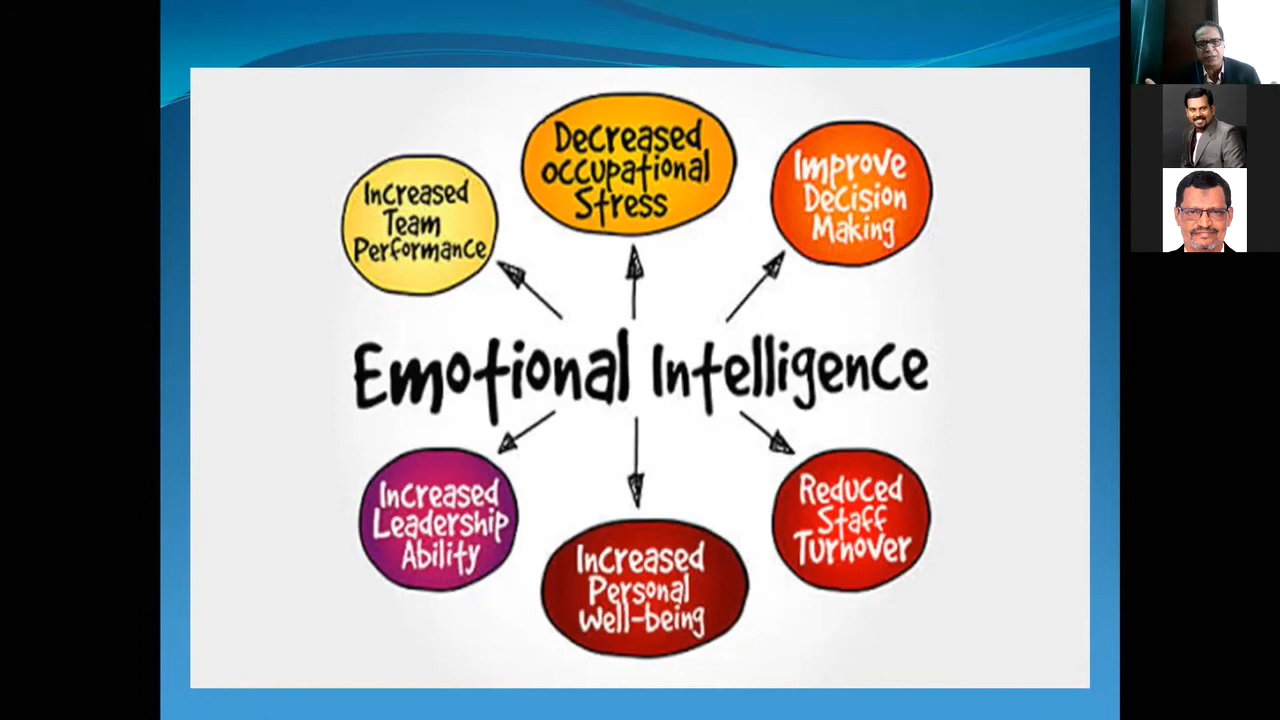 Decreased
Occupational
Stress
Improve
Decision
Making
Increased
Team
Performance
Emotional Intelligence
Increased
Leadership
Ability
Reduced
Staff
Turnover
Increased
Personal
Well-being